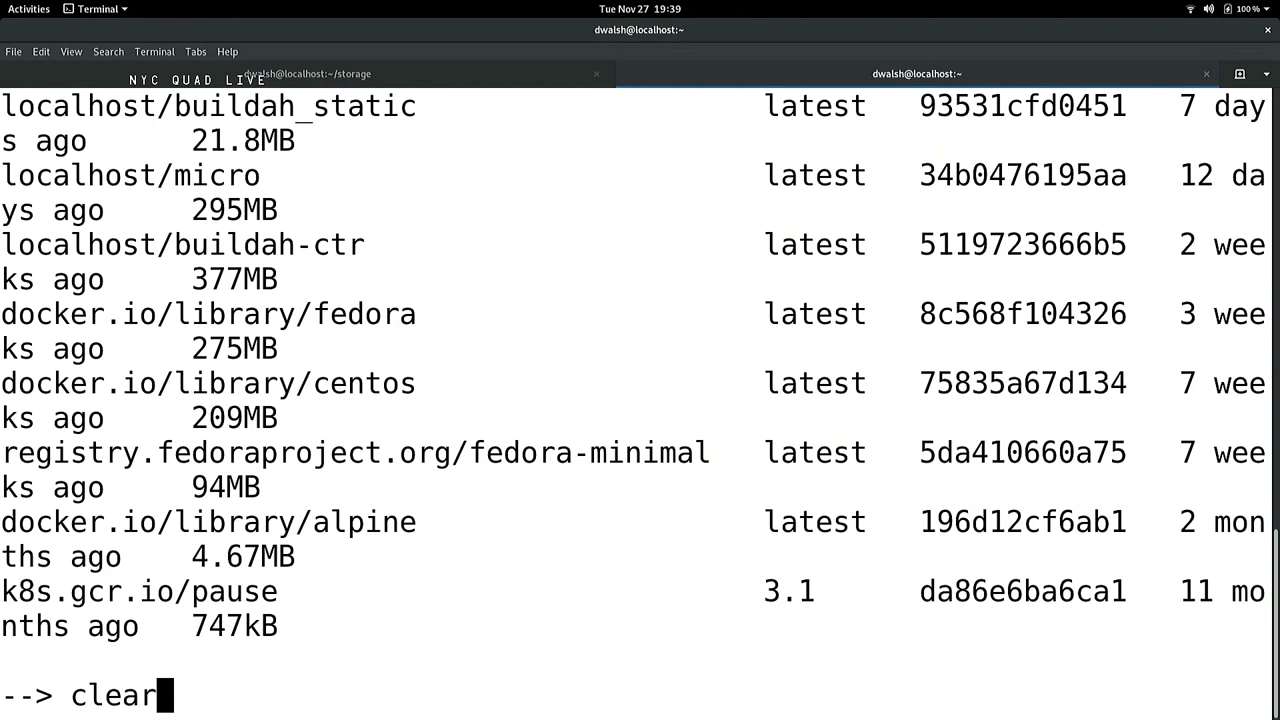 Activities Terminal Tue Nov 27 19:39 100%
dwalsh@localhost:~
File Edit View Search Terminal Tabs Help
NYC QUAD LIVE
dwalsh@localhost:~/storage dwalsh@localhost:~
localhost/buildah_static latest 93531cfd0451 7 day
s ago 21.8MB
localhost/micro latest 34b0476195aa 12 da
ys ago 295MB
localhost/buildah-ctr latest 5119723666b5 2 wee
ks ago 377MB
docker.io/library/fedora latest 8c568f104326 3 wee
ks ago 275MB
docker.io/library/centos latest 75835a67d134 7 wee
ks ago 209MB
registry.fedoraproject.org/fedora-minimal latest 5da410660a75 7 wee
ks ago 94MB
docker.io/library/alpine latest 196d12cf6ab1 2 mon
ths ago 4.67MB
k8s.gcr.io/pause 3.1 da86e6ba6ca1 11 mo
nths ago 747kB
--> clear